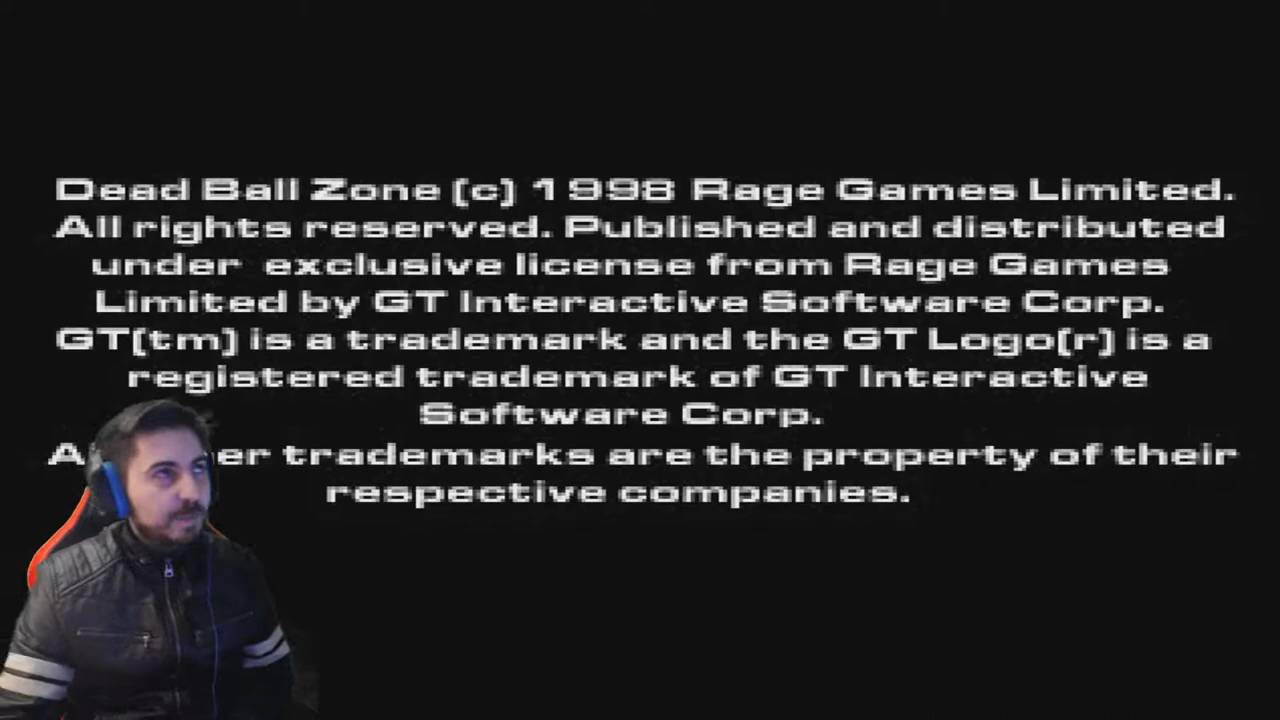 Dead Ball Zone (c) 1998 Rage Games Limited.
All rights reserved. Published and distributed
under exclusive license from Rage Games
Limited by GT Interactive Software Corp.
GT(tm) is a trademark and the GT Logo(r) is a
registered trademark of GT Interactive
Software Corp.
trademarks are the property of their
respective companies.